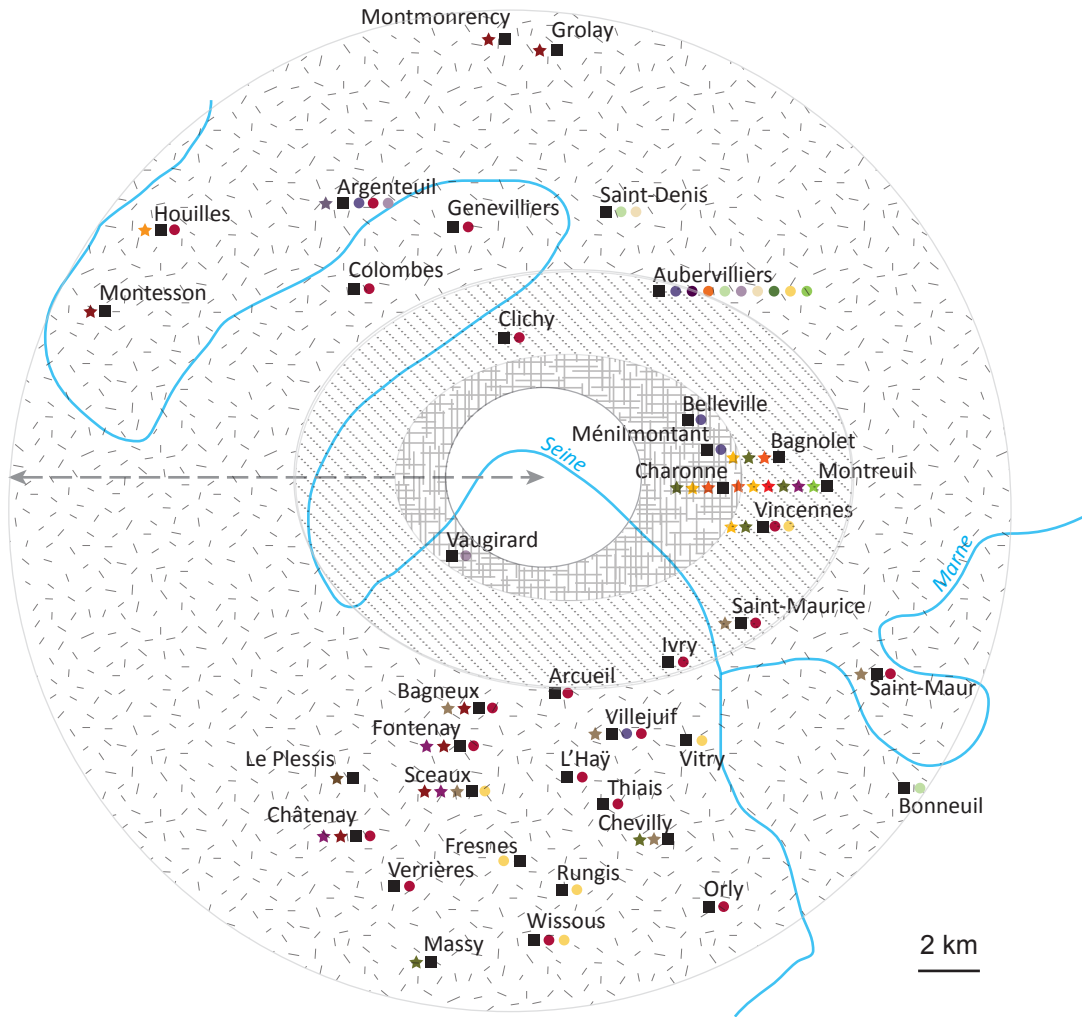 Montmonrency
Grolay
Argenteuil
Saint-Denis
Houilles
Genevilliers
Colombes
Aubervilliers
Montesson
Clichy
Belleville
Ménilmontant
Bagnolet
Seine
Charonne
Montreuil
Vincennes
Vaugirard
Marne
Saint-Maurice
Ivry
Arcueil
Saint-Maur
Bagneux
Villejuif
Fontenay
Vitry
Le Plessis
Sceaux
L'Haÿ
Thiais
Bonneuil
Châtenay
Chevilly
Fresnes
Verrières
Rungis
Orly
Wissous
Massy
2 km